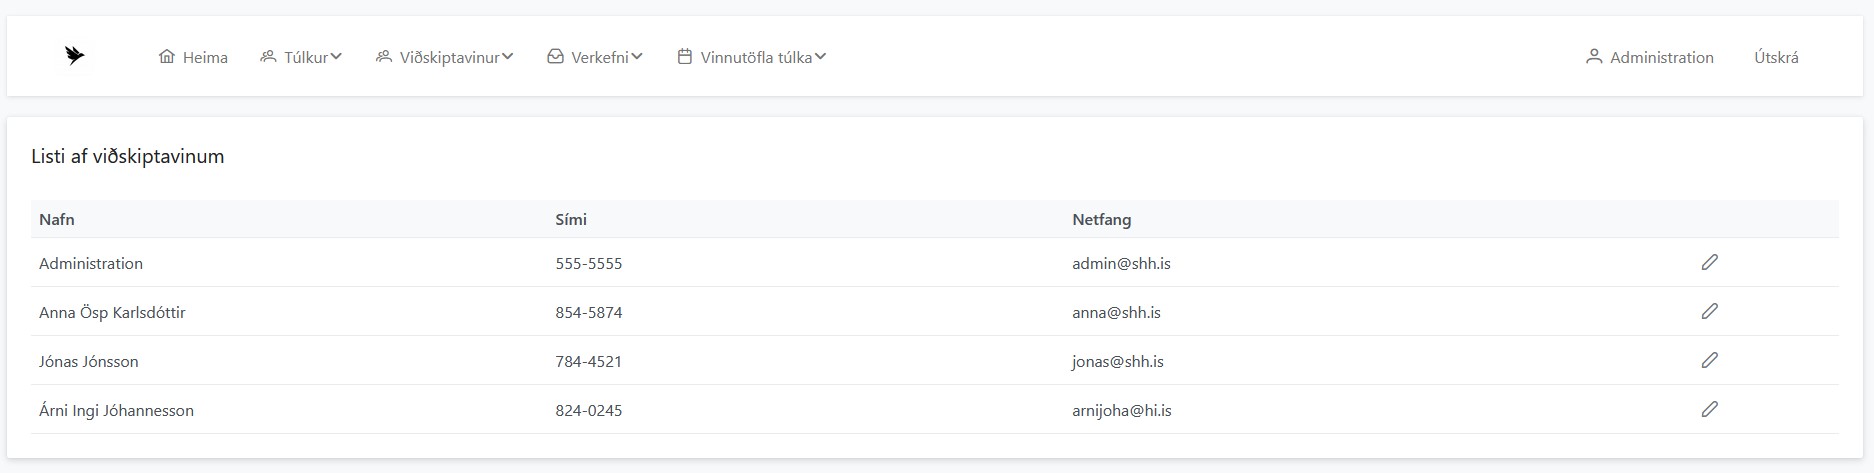 Heima Túlkur Viðskiptavinur Verkefni Vinnutöfla túlka Administration Útskrá
Listi af viðskiptavinum
Nafn Sími Netfang
Administration 555-5555 admin@shh.is
Anna Ösp Karlsdóttir 854-5874 anna@shh.is
Jónas Jónsson 784-4521 jonas@shh.is
Árni Ingi Jóhannesson 824-0245 arnijoha@hi.is